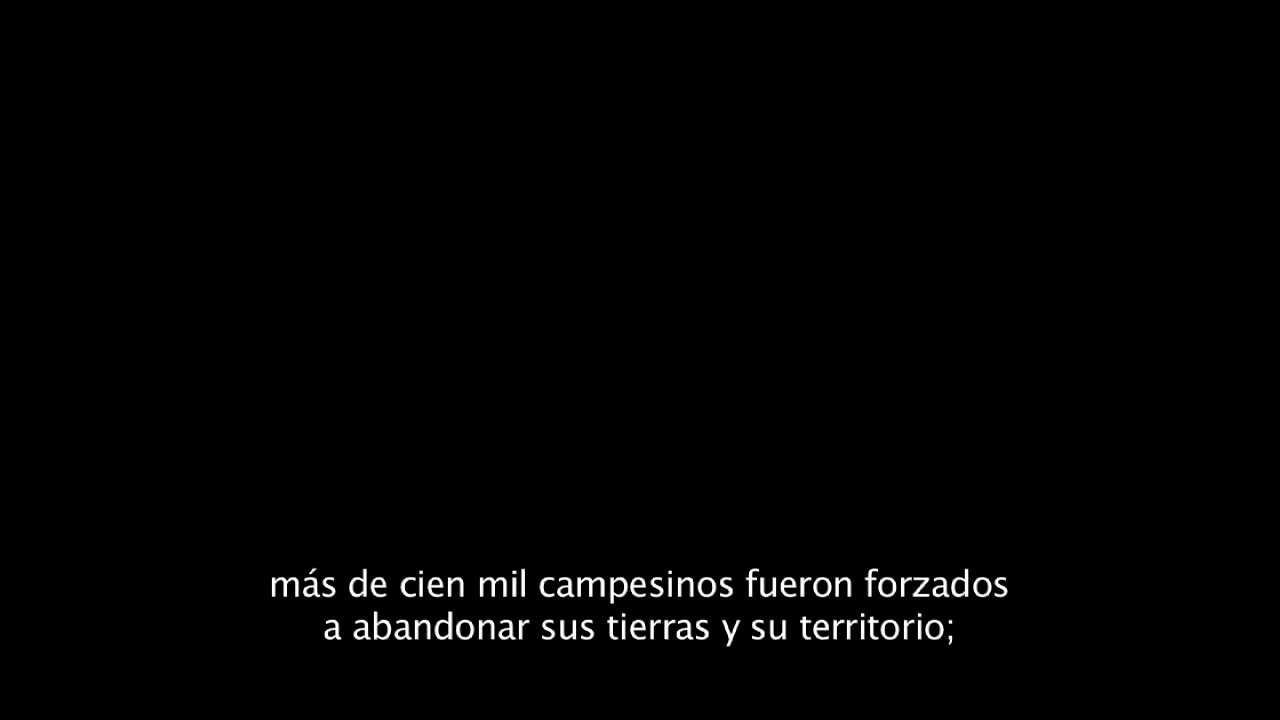 más de cien mil campesinos fueron forzados
a abandonar sus tierras y su territorio;